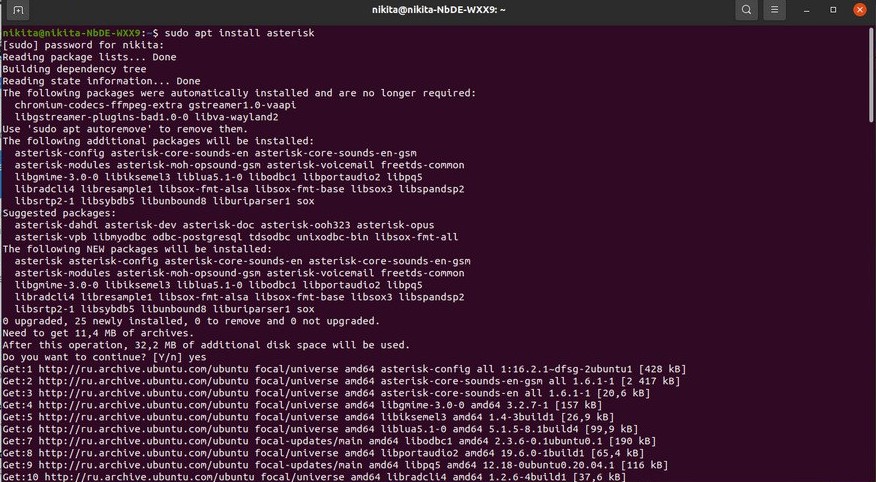 nikita@nikita-NbDE-WXX9: ~
nikita@nikita-NbDE-WXX9:~$ sudo apt install asterisk
[sudo] password for nikita:
Reading package lists... Done
Building dependency tree
Reading state information... Done
The following packages were automatically installed and are no longer required:
  chromium-codecs-ffmpeg-extra gstreamer1.0-vaapi
  libgstreamer-plugins-bad1.0-0 libva-wayland2
Use 'sudo apt autoremove' to remove them.
The following additional packages will be installed:
  asterisk-config asterisk-core-sounds-en asterisk-core-sounds-en-gsm
  asterisk-modules asterisk-moh-opsound-gsm asterisk-voicemail freetds-common
  libgmime-3.0-0 libiksemel3 liblua5.1-0 libodbc1 libportaudio2 libpq5
  libradcli4 libresample1 libsox-fmt-alsa libsox-fmt-base libsox3 libspandsp2
  libsrtp2-1 libsybdb5 libunbound8 liburiparser1 sox
Suggested packages:
  asterisk-dahdi asterisk-dev asterisk-doc asterisk-ooh323 asterisk-opus
  asterisk-vpb libmyodbc odbc-postgresql tdsodbc unixodbc-bin libsox-fmt-all
The following NEW packages will be installed:
  asterisk asterisk-config asterisk-core-sounds-en asterisk-core-sounds-en-gsm
  asterisk-modules asterisk-moh-opsound-gsm asterisk-voicemail freetds-common
  libgmime-3.0-0 libiksemel3 liblua5.1-0 libodbc1 libportaudio2 libpq5
  libradcli4 libresample1 libsox-fmt-alsa libsox-fmt-base libsox3 libspandsp2
  libsrtp2-1 libsybdb5 libunbound8 liburiparser1 sox
0 upgraded, 25 newly installed, 0 to remove and 0 not upgraded.
Need to get 11,4 MB of archives.
After this operation, 32,2 MB of additional disk space will be used.
Do you want to continue? [Y/n] yes
Get:1 http://ru.archive.ubuntu.com/ubuntu focal/universe amd64 asterisk-config all 1:16.2.1~dfsg-2ubuntu1 [428 kB]
Get:2 http://ru.archive.ubuntu.com/ubuntu focal/universe amd64 asterisk-core-sounds-en-gsm all 1.6.1-1 [2 417 kB]
Get:3 http://ru.archive.ubuntu.com/ubuntu focal/universe amd64 asterisk-core-sounds-en all 1.6.1-1 [20,6 kB]
Get:4 http://ru.archive.ubuntu.com/ubuntu focal/universe amd64 libgmime-3.0-0 amd64 3.2.7-1 [157 kB]
Get:5 http://ru.archive.ubuntu.com/ubuntu focal/universe amd64 libiksemel3 amd64 1.4-3build1 [26,9 kB]
Get:6 http://ru.archive.ubuntu.com/ubuntu focal/universe amd64 liblua5.1-0 amd64 5.1.5-8.1build4 [99,9 kB]
Get:7 http://ru.archive.ubuntu.com/ubuntu focal-updates/main amd64 libodbc1 amd64 2.3.6-0.1ubuntu0.1 [190 kB]
Get:8 http://ru.archive.ubuntu.com/ubuntu focal/universe amd64 libportaudio2 amd64 19.6.0-1build1 [65,4 kB]
Get:9 http://ru.archive.ubuntu.com/ubuntu focal-updates/main amd64 libpq5 amd64 12.18-0ubuntu0.20.04.1 [116 kB]
Get:10 http://ru.archive.ubuntu.com/ubuntu focal/universe amd64 libradcli4 amd64 1.2.6-4build1 [37,6 kB]